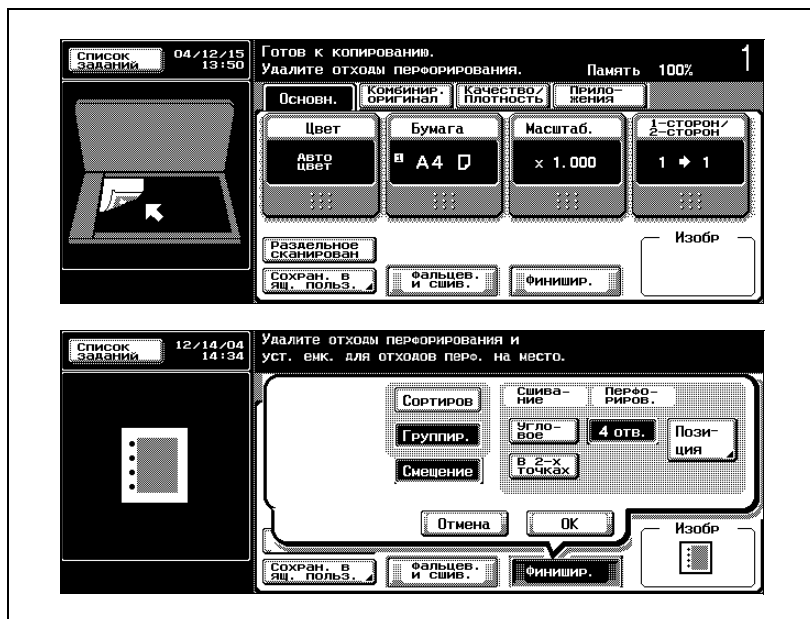 Список
заданий
04/12/15
13:50
Готов к копированию.
Удалите отходы перфорирования.
Память 100%
1
Основн.
Комбинир.
оригинал
Качество/
Плотность
Прило-
жения
Цвет
Бумага
Масштаб.
1-сторон/
2-сторон
Авто
цвет
1 A4
x 1.000
1 → 1
Раздельное
сканирован
Изобр
Сохран. в
ящ. польз.
Фальцев.
и сшив.
Финишир.
Список
заданий
12/14/04
14:34
Удалите отходы перфорирования и
уст. емк. для отходов перф. на место.
Сшива-
ние
Перфо-
риров.
Сортиров
Группир.
Смещение
Угло-
вое
4 отв.
Пози-
ция
В 2-х
точках
Отмена
OK
Изобр
Сохран. в
ящ. польз.
Фальцев.
и сшив.
Финишир.